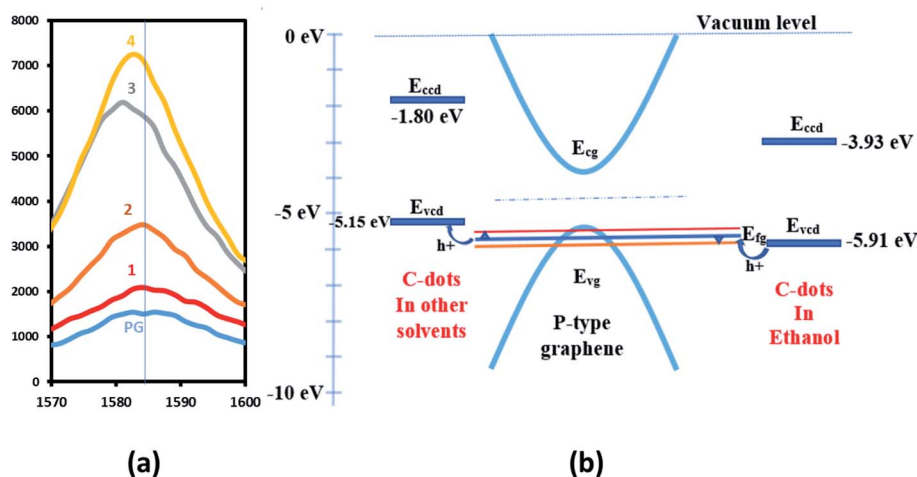 8000
7000
6000
5000
4000
3000
2000
1000
0
4
3
2
1
PG
1570
1580
1590
1600
(a)
Vacuum level
0 eV
-5 eV
-10 eV
Eccd
-1.80 eV
Evcd
-5.15 eV
h+
C-dots
In other
solvents
Ecg
Evg
P-type
graphene
Efg
Eccd
-3.93 eV
Evcd
-5.91 eV
h+
C-dots
In
Ethanol
(b)